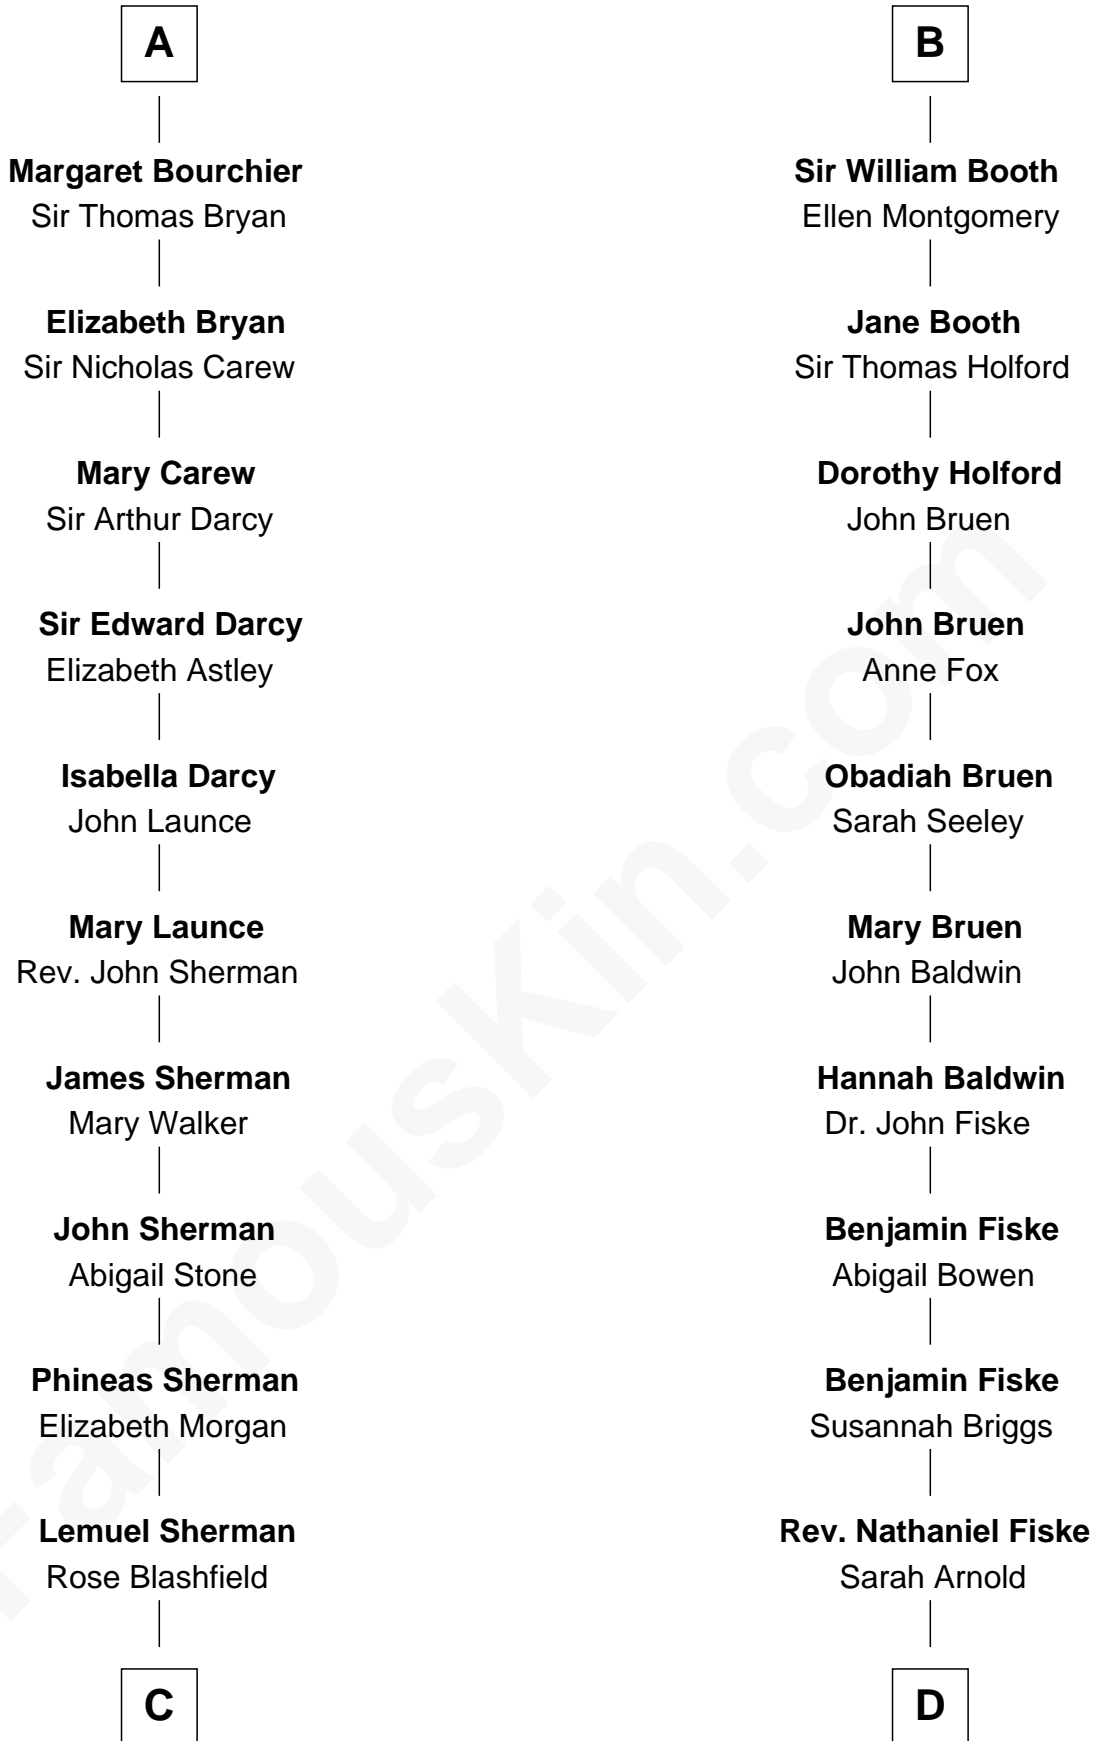 A
Margaret Bourchier
Sir Thomas Bryan
Elizabeth Bryan
Sir Nicholas Carew
Mary Carew
Sir Arthur Darcy
Sir Edward Darcy
Elizabeth Astley
Isabella Darcy
John Launce
Mary Launce
Rev. John Sherman
James Sherman
Mary Walker
John Sherman
Abigail Stone
Phineas Sherman
Elizabeth Morgan
Lemuel Sherman
Rose Blashfield
C
B
Sir William Booth
Ellen Montgomery
Jane Booth
Sir Thomas Holford
Dorothy Holford
John Bruen
John Bruen
Anne Fox
Obadiah Bruen
Sarah Seeley
Mary Bruen
John Baldwin
Hannah Baldwin
Dr. John Fiske
Benjamin Fiske
Abigail Bowen
Benjamin Fiske
Susannah Briggs
Rev. Nathaniel Fiske
Sarah Arnold
D
FamousKin.com